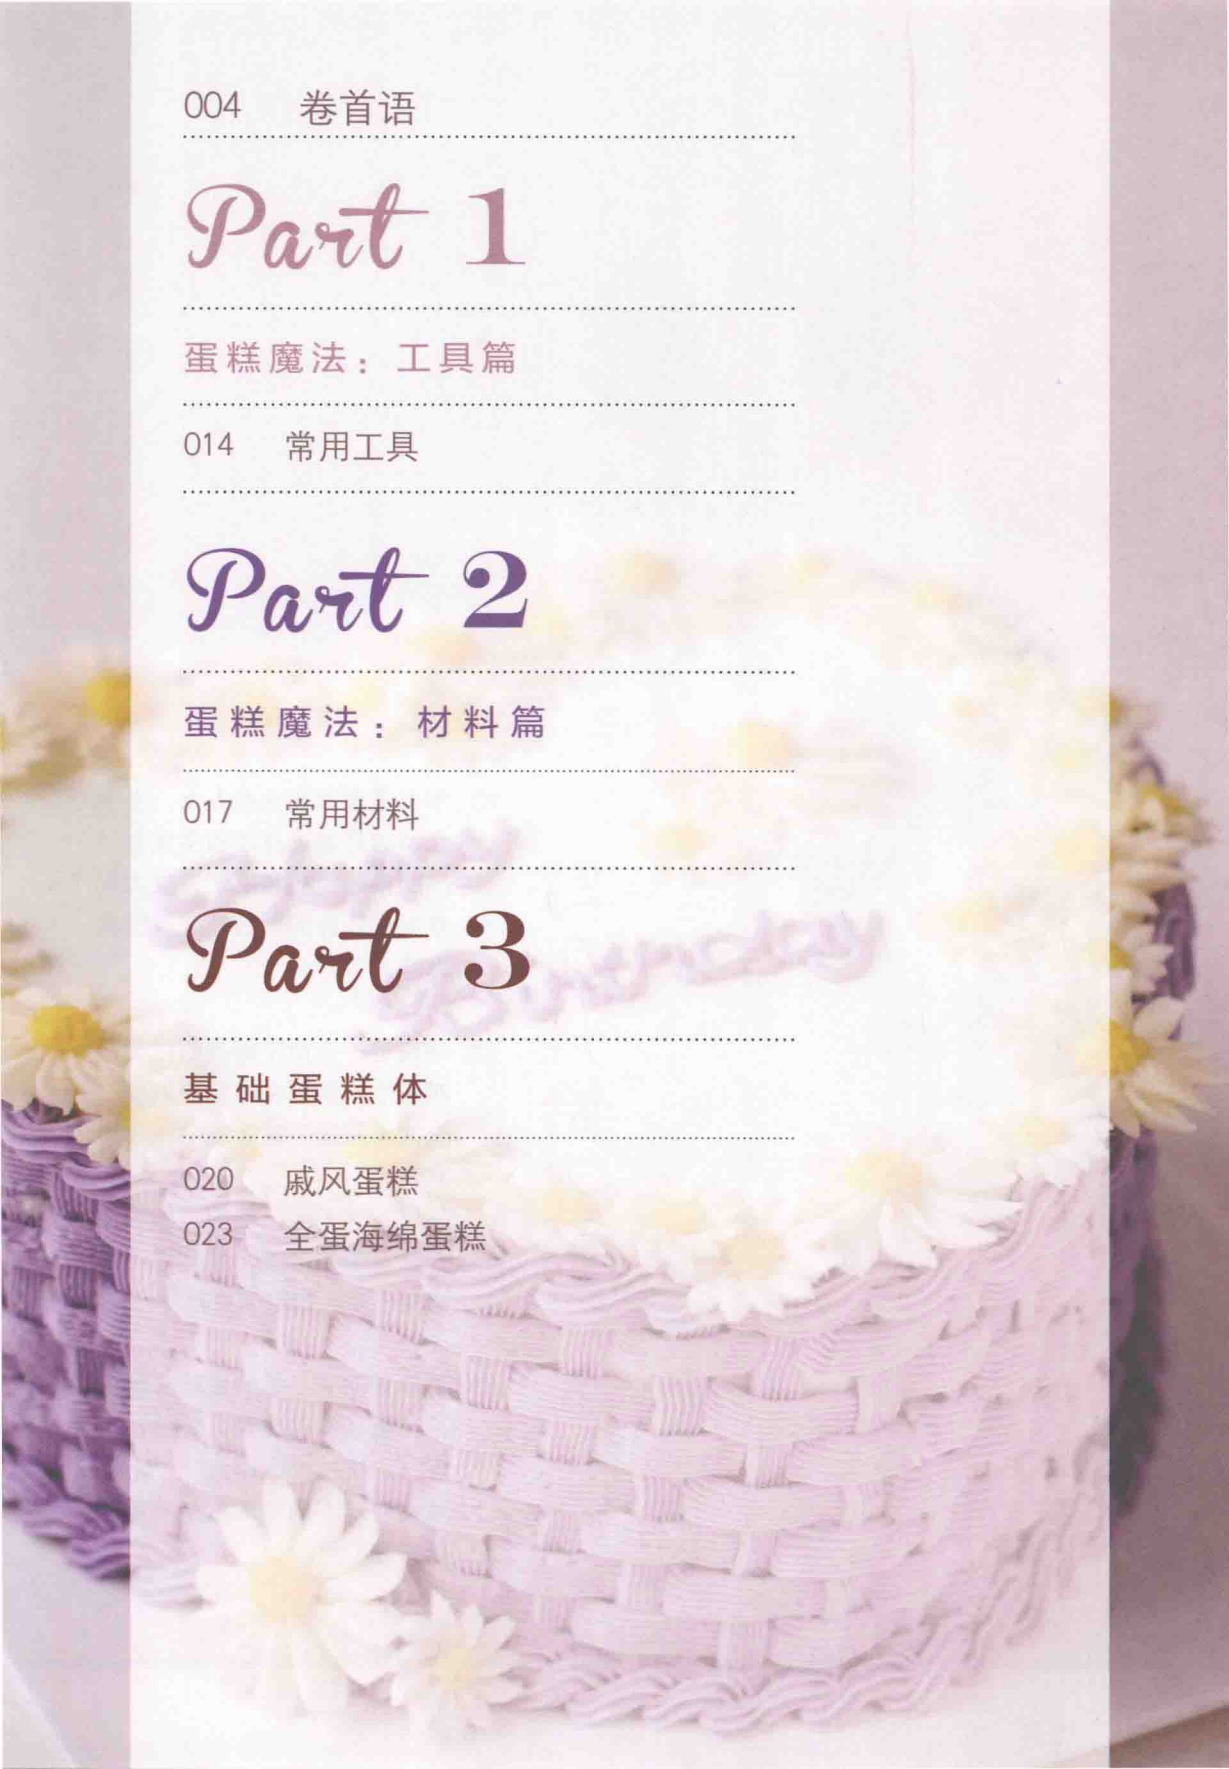 004 卷首语
Part 1
蛋糕魔法：工具篇
014 常用工具
Part 2
蛋糕魔法：材料篇
017 常用材料
Happy
Birthday
Part 3
基础蛋糕体
020 戚风蛋糕
023 全蛋海绵蛋糕